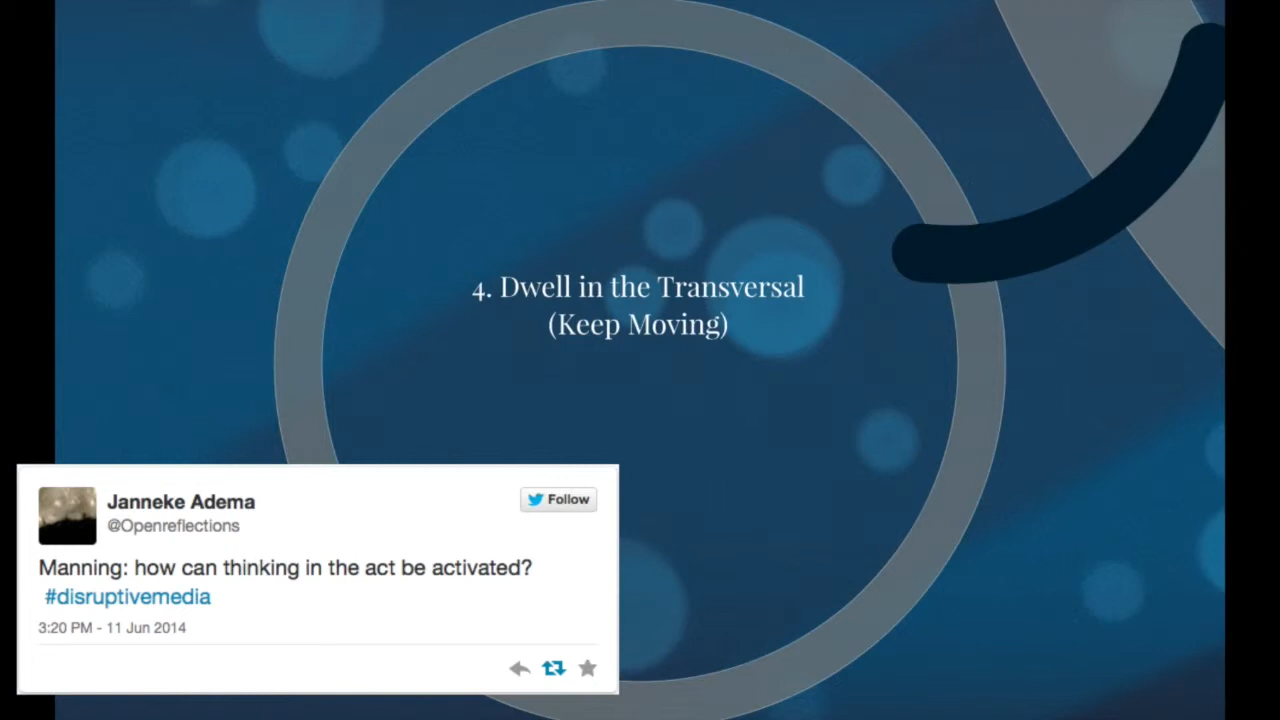 4. Dwell in the Transversal
(Keep Moving)
Janneke Adema
@Openreflections
Follow
Manning: how can thinking in the act be activated?
#disruptivemedia
3:20 PM - 11 Jun 2014